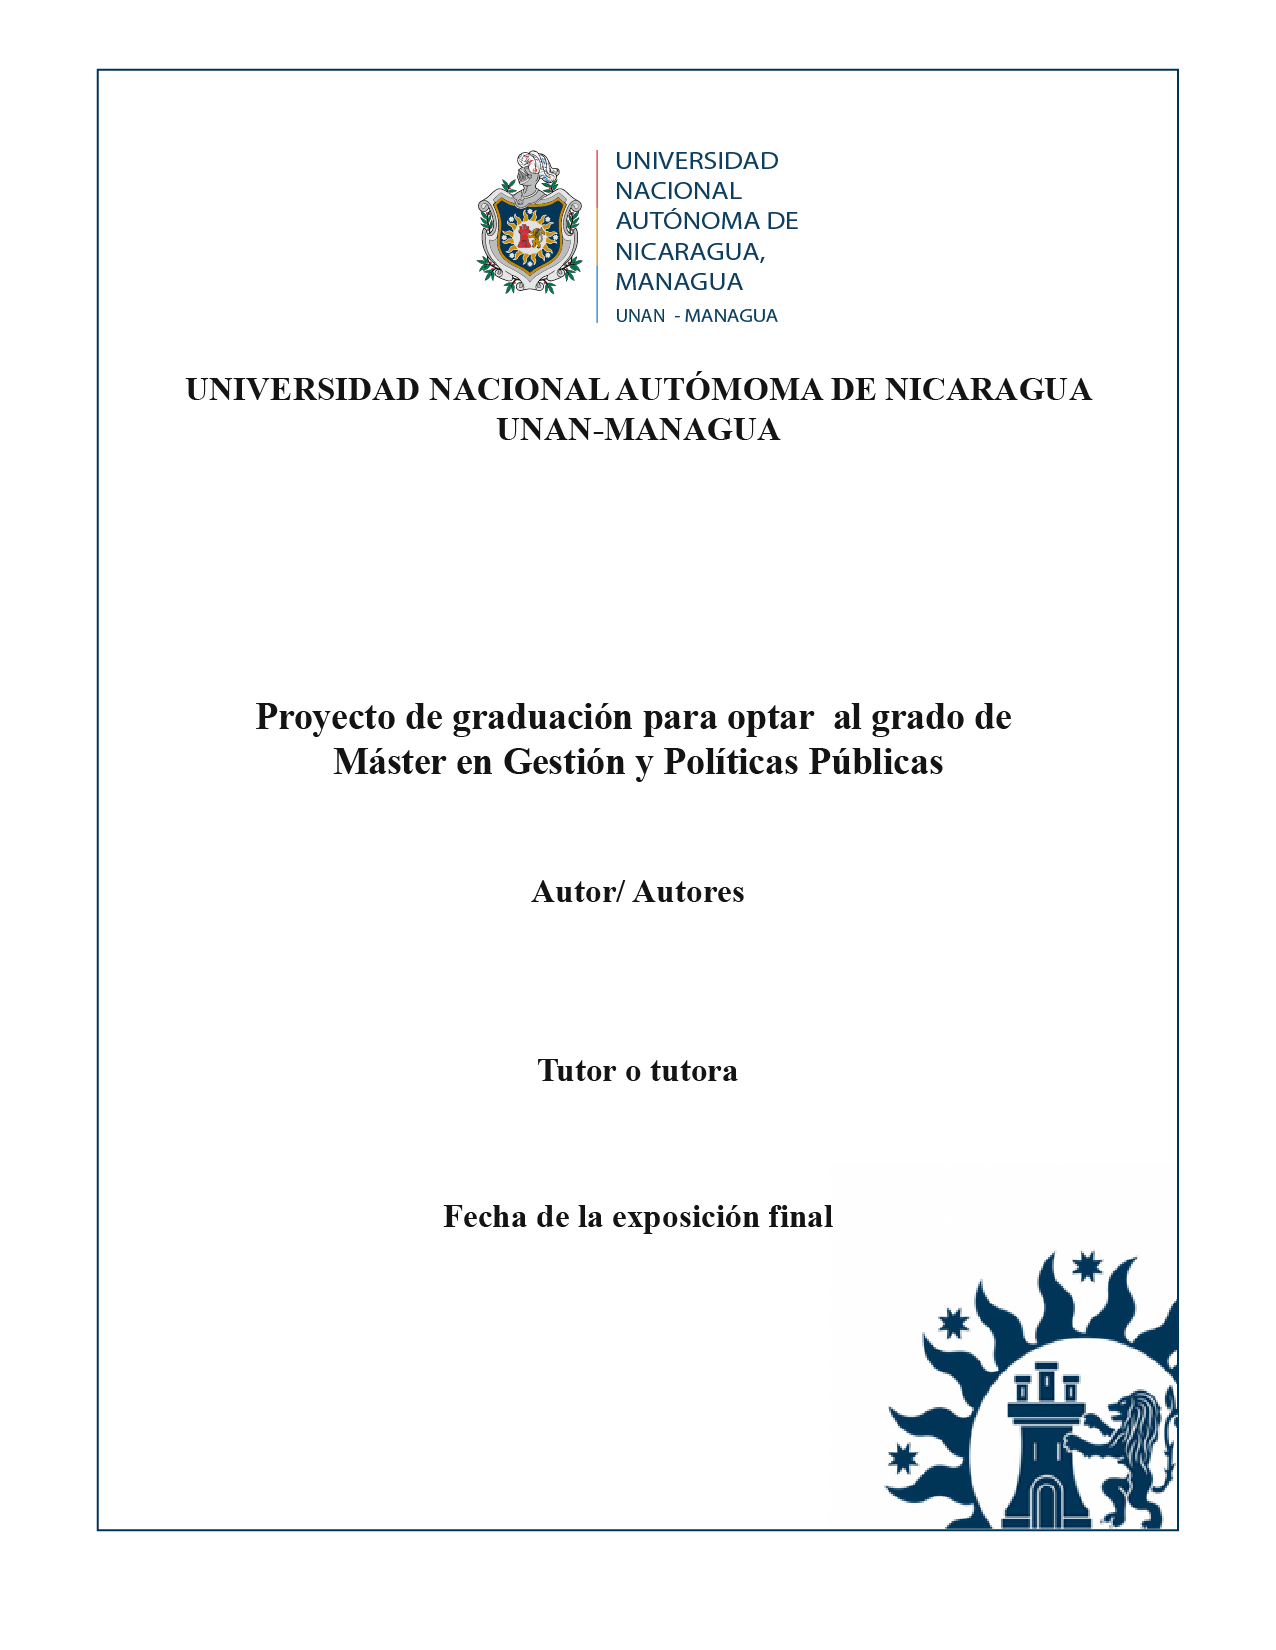 UNIVERSIDAD
NACIONAL
AUTÓNOMA DE
NICARAGUA,
MANAGUA
UNAN - MANAGUA
UNIVERSIDAD NACIONAL AUTÓMOMA DE NICARAGUA
UNAN-MANAGUA
Proyecto de graduación para optar al grado de
Máster en Gestión y Políticas Públicas
Autor/ Autores
Tutor o tutora
Fecha de la exposición final